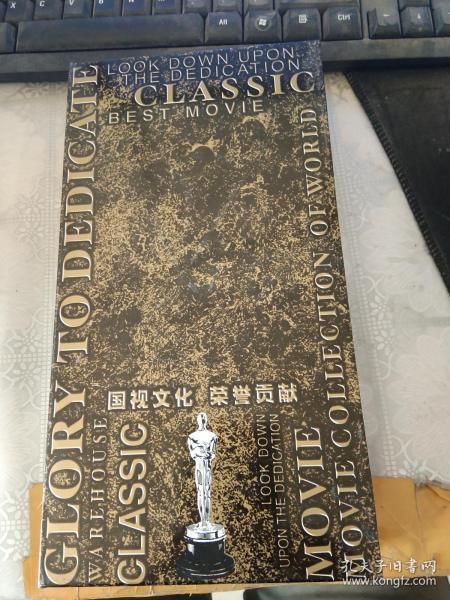 LOOK DOWN UPON
THE DEDICATION
CLASSIC
BEST MOVIE
GLORY TO DEDICATE
WAREHOUSE
CLASSIC
国视文化 荣誉贡献
LOOK DOWN
UPON THE DEDICATION
MOVIE
MOVIE COLLECTION OF WORLD
Alt
Ctrl
孔夫子旧书网
www.kongfz.com